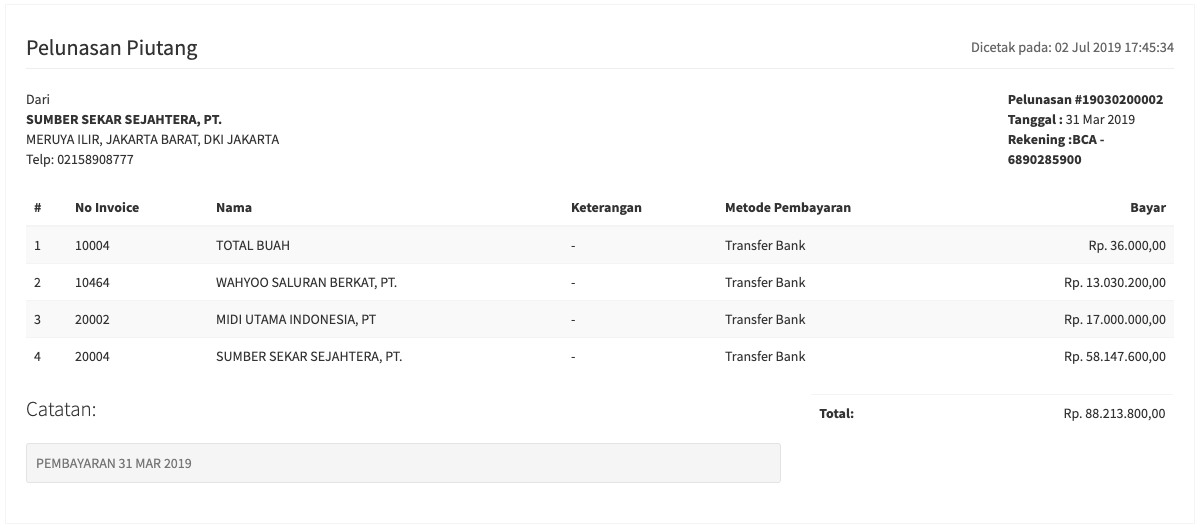 Pelunasan Piutang
Dicetak pada: 02 Jul 2019 17:45:34
Dari
SUMBER SEKAR SEJAHTERA, PT.
MERUYA ILIR, JAKARTA BARAT, DKI JAKARTA
Telp: 02158908777
Pelunasan #19030200002
Tanggal : 31 Mar 2019
Rekening :BCA -
6890285900
# No Invoice Nama Keterangan Metode Pembayaran Bayar
1 10004 TOTAL BUAH - Transfer Bank Rp. 36.000,00
2 10464 WAHYOO SALURAN BERKAT, PT. - Transfer Bank Rp. 13.030.200,00
3 20002 MIDI UTAMA INDONESIA, PT - Transfer Bank Rp. 17.000.000,00
4 20004 SUMBER SEKAR SEJAHTERA, PT. - Transfer Bank Rp. 58.147.600,00
Catatan:
Total: Rp. 88.213.800,00
PEMBAYARAN 31 MAR 2019